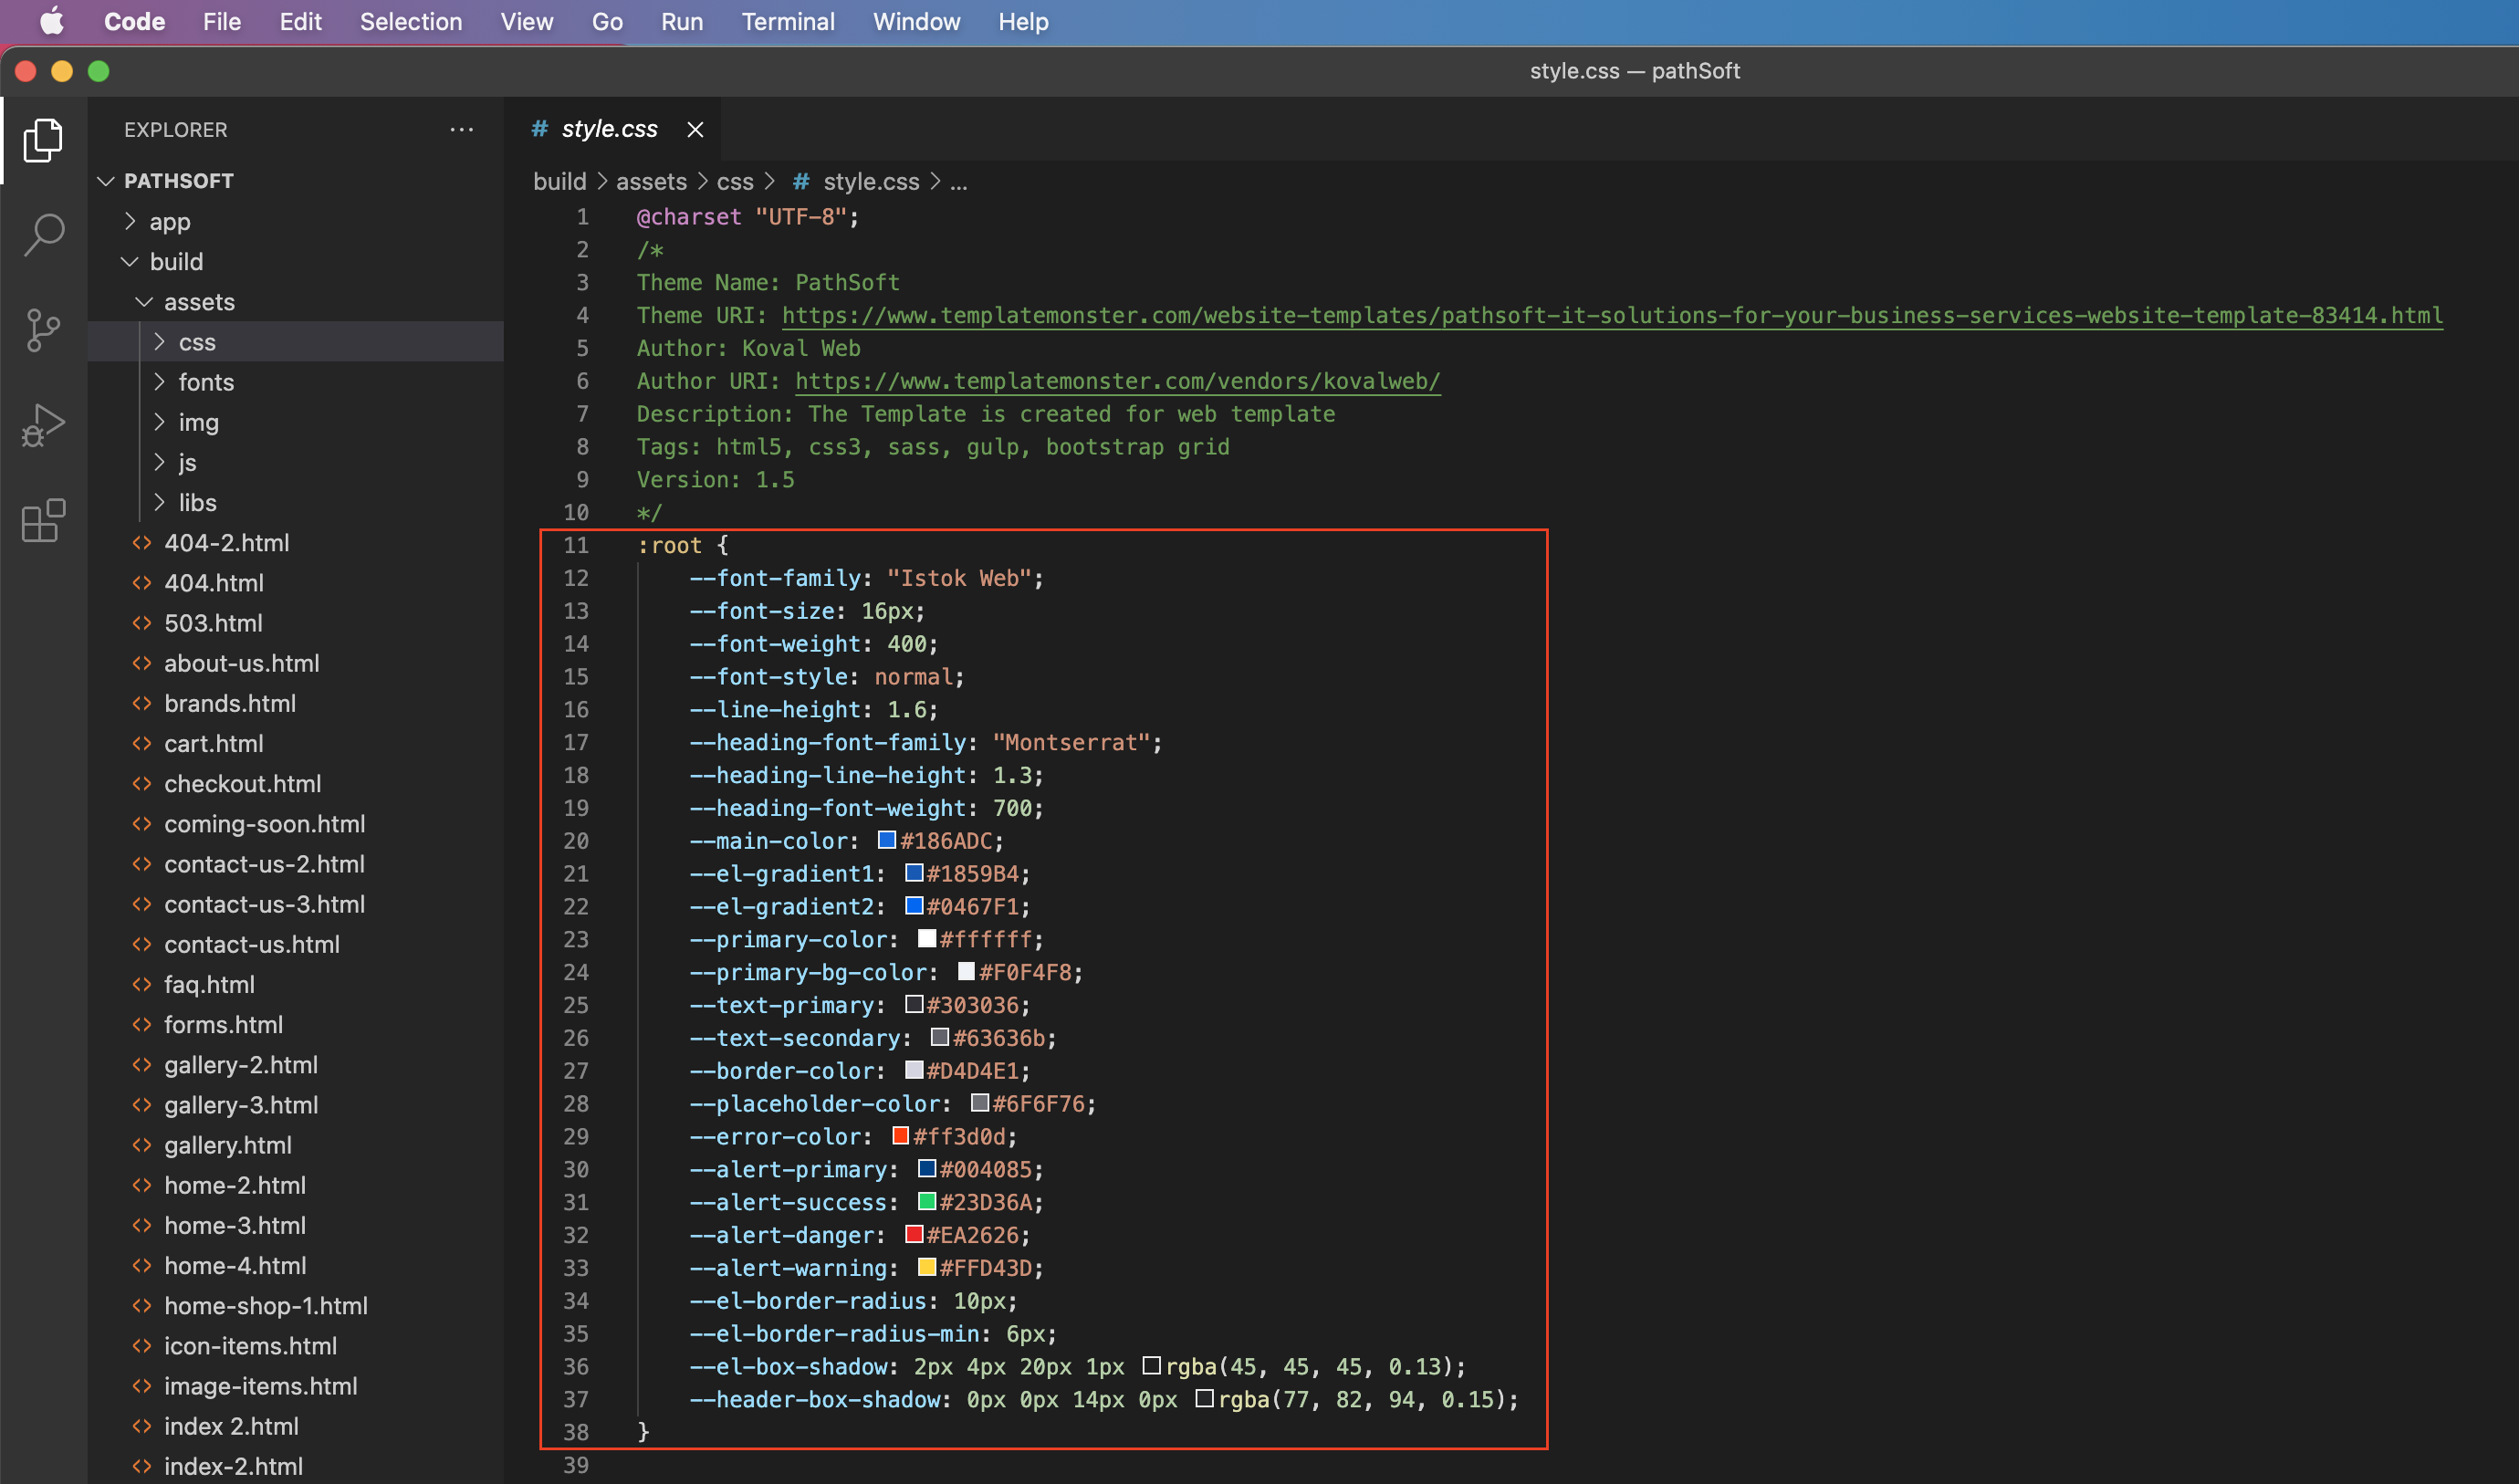 Code File Edit Selection View Go Run Terminal Window Help
style.css — pathSoft
EXPLORER ...
PATHSOFT
app
build
assets
css
fonts
img
js
libs
404-2.html
404.html
503.html
about-us.html
brands.html
cart.html
checkout.html
coming-soon.html
contact-us-2.html
contact-us-3.html
contact-us.html
faq.html
forms.html
gallery-2.html
gallery-3.html
gallery.html
home-2.html
home-3.html
home-4.html
home-shop-1.html
icon-items.html
image-items.html
index 2.html
index-2.html
# style.css
build > assets > css > # style.css > ...
1 @charset "UTF-8";
2 /*
3 Theme Name: PathSoft
4 Theme URI: https://www.templatemonster.com/website-templates/pathsoft-it-solutions-for-your-business-services-website-template-83414.html
5 Author: Koval Web
6 Author URI: https://www.templatemonster.com/vendors/kovalweb/
7 Description: The Template is created for web template
8 Tags: html5, css3, sass, gulp, bootstrap grid
9 Version: 1.5
10 */
11 :root {
12 --font-family: "Istok Web";
13 --font-size: 16px;
14 --font-weight: 400;
15 --font-style: normal;
16 --line-height: 1.6;
17 --heading-font-family: "Montserrat";
18 --heading-line-height: 1.3;
19 --heading-font-weight: 700;
20 --main-color: #186ADC;
21 --el-gradient1: #1859B4;
22 --el-gradient2: #0467F1;
23 --primary-color: #ffffff;
24 --primary-bg-color: #F0F4F8;
25 --text-primary: #303036;
26 --text-secondary: #63636b;
27 --border-color: #D4D4E1;
28 --placeholder-color: #6F6F76;
29 --error-color: #ff3d0d;
30 --alert-primary: #004085;
31 --alert-success: #23D36A;
32 --alert-danger: #EA2626;
33 --alert-warning: #FFD43D;
34 --el-border-radius: 10px;
35 --el-border-radius-min: 6px;
36 --el-box-shadow: 2px 4px 20px 1px rgba(45, 45, 45, 0.13);
37 --header-box-shadow: 0px 0px 14px 0px rgba(77, 82, 94, 0.15);
38 }
39